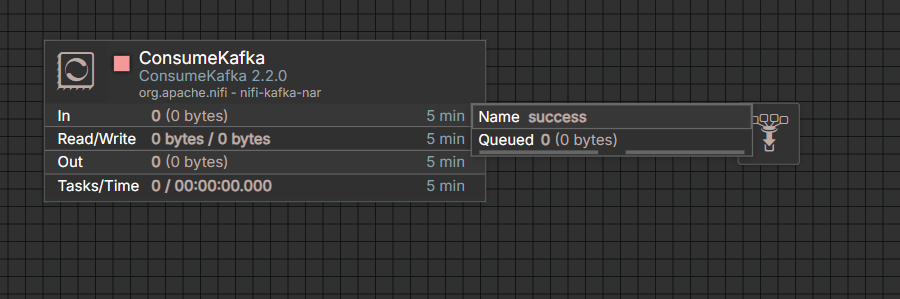 ConsumeKafka
ConsumeKafka 2.2.0
org.apache.nifi - nifi-kafka-nar
In 0 (0 bytes) 5 min
Read/Write 0 bytes / 0 bytes 5 min
Out 0 (0 bytes) 5 min
Tasks/Time 0 / 00:00:00.000 5 min
Name success
Queued 0 (0 bytes)